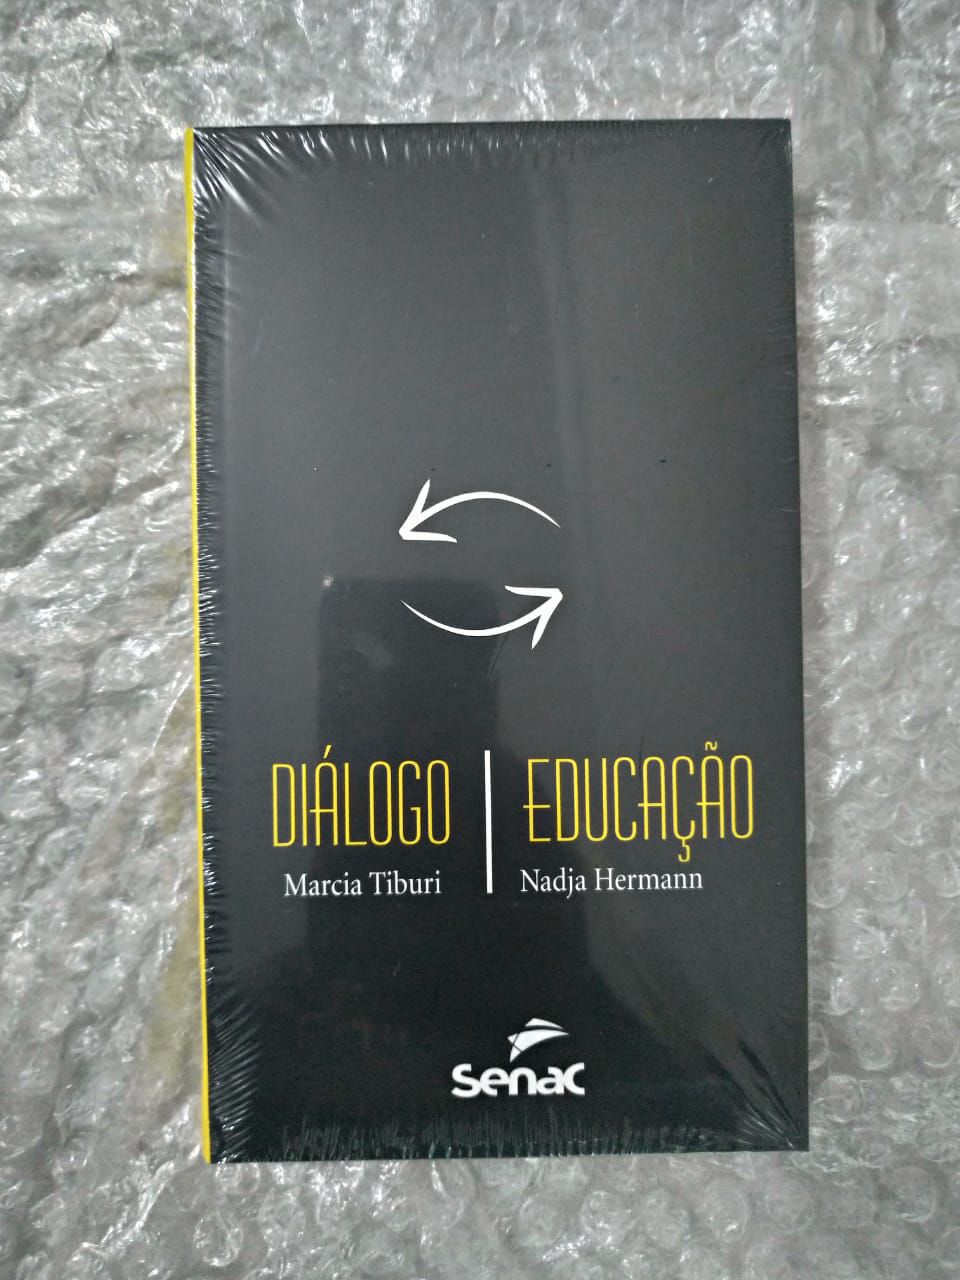 DIÁLOGO | EDUCAÇÃO
Marcia Tiburi
Nadja Hermann
senac